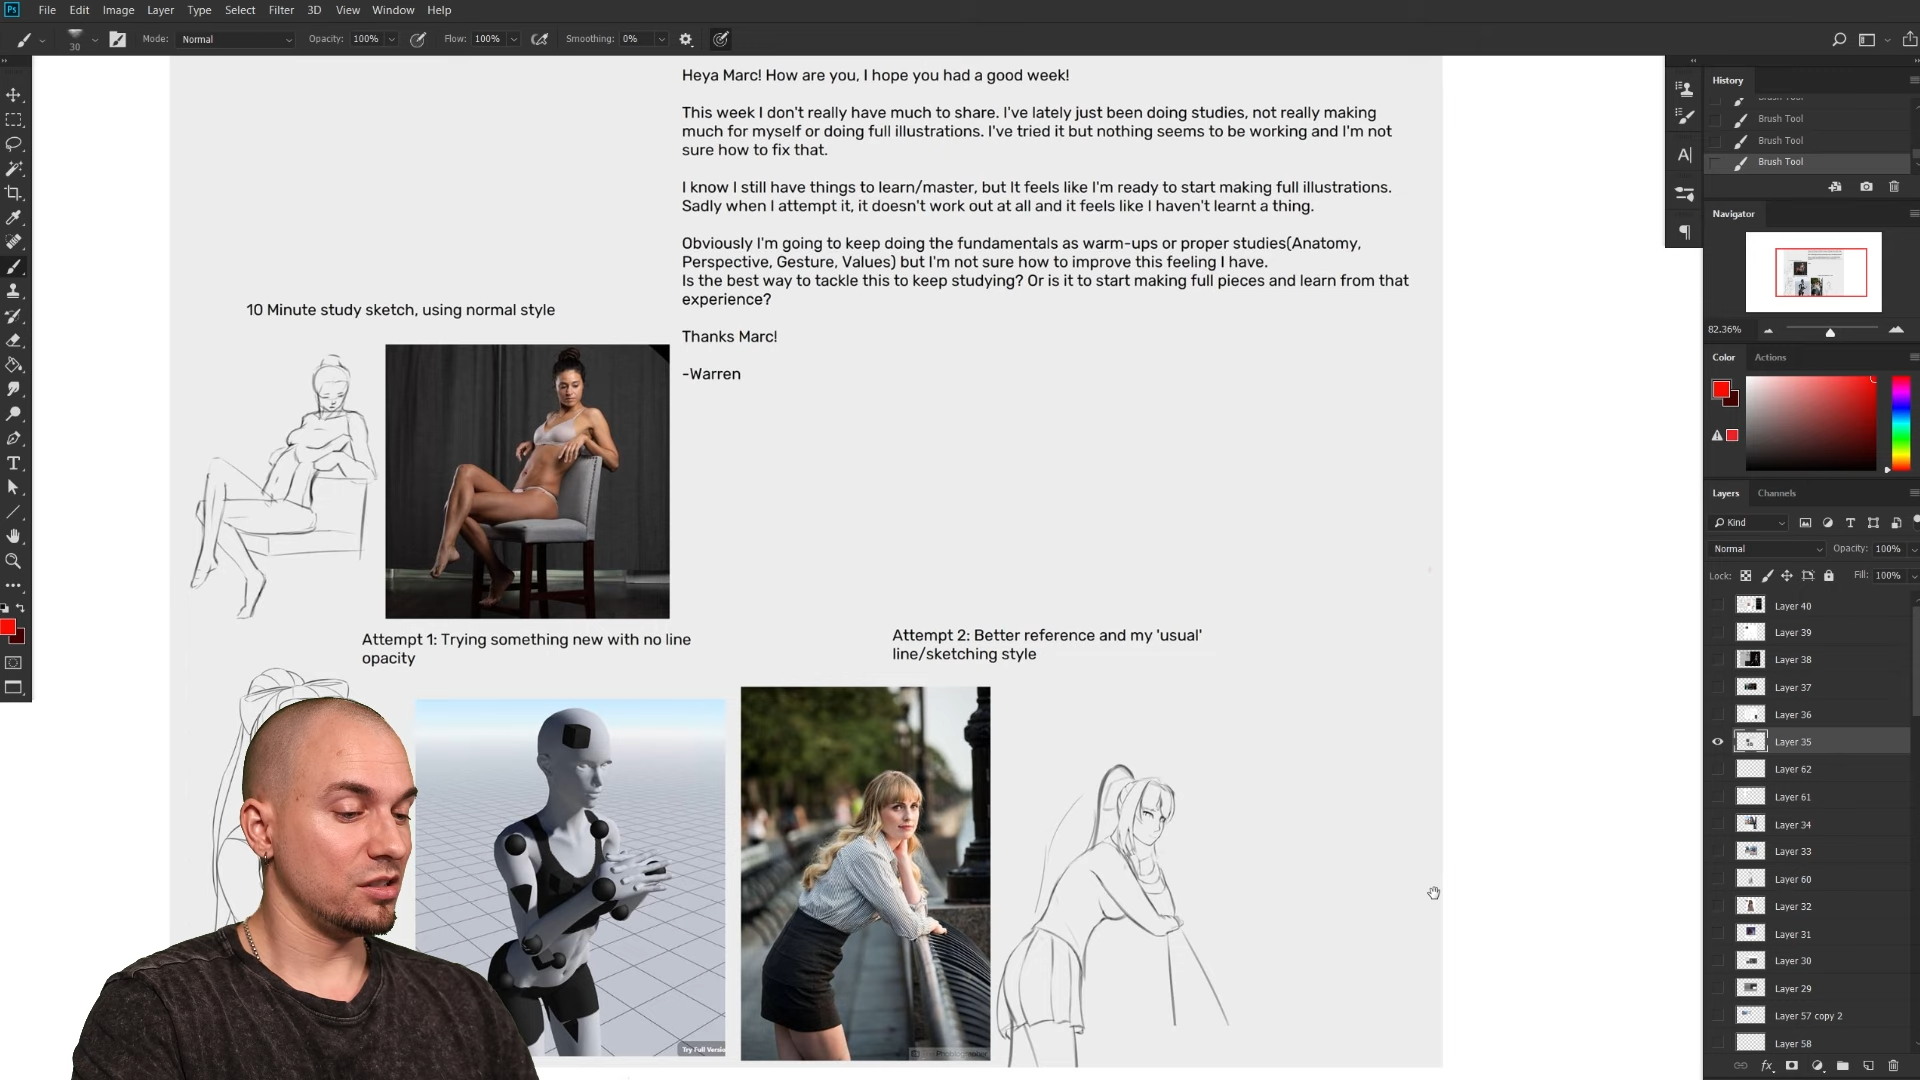 Ps File Edit Image Layer Type Select Filter 3D View Window Help
30 Mode: Normal Opacity: 100% Flow: 100% Smoothing: 0%
Heya Marc! How are you, I hope you had a good week!
This week I don't really have much to share. I've lately just been doing studies, not really making
much for myself or doing full illustrations. I've tried it but nothing seems to be working and I'm not
sure how to fix that.
I know I still have things to learn/master, but It feels like I'm ready to start making full illustrations.
Sadly when I attempt it, it doesn't work out at all and it feels like I haven't learnt a thing.
Obviously I'm going to keep doing the fundamentals as warm-ups or proper studies(Anatomy,
Perspective, Gesture, Values) but I'm not sure how to improve this feeling I have.
Is the best way to tackle this to keep studying? Or is it to start making full pieces and learn from that
experience?
Thanks Marc!
-Warren
10 Minute study sketch, using normal style
Attempt 1: Trying something new with no line
opacity
Attempt 2: Better reference and my 'usual'
line/sketching style
Try Full Versio
History
Brush Tool
Brush Tool
Brush Tool
Brush Tool
Navigator
82.36%
Color Actions
Layers Channels
Kind
Normal Opacity: 100%
Lock: Fill: 100%
Layer 40
Layer 39
Layer 38
Layer 37
Layer 36
Layer 35
Layer 62
Layer 61
Layer 34
Layer 33
Layer 60
Layer 32
Layer 31
Layer 30
Layer 29
Layer 57 copy 2
Layer 58
fx